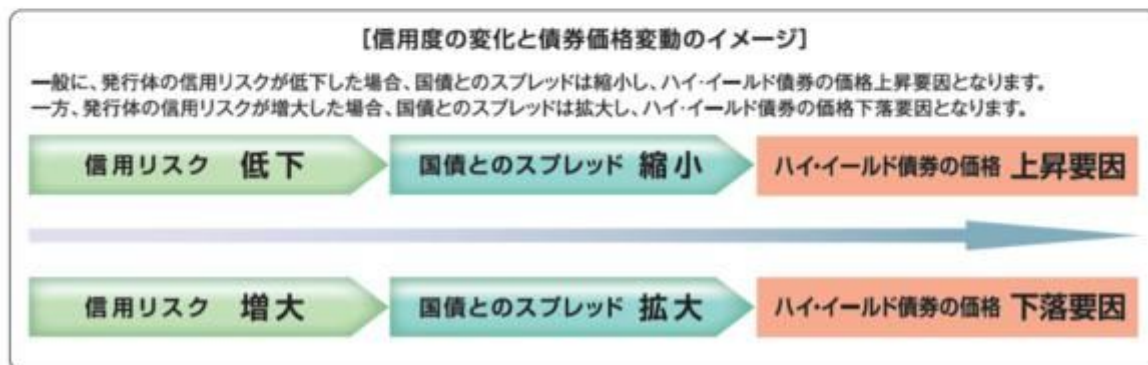 [信用度の変化と債券価格変動のイメージ]
一般に、発行体の信用リスクが低下した場合、国債とのスプレッドは縮小し、ハイ・イールド債券の価格上昇要因となります。
一方、発行体の信用リスクが増大した場合、国債とのスプレッドは拡大し、ハイ・イールド債券の価格下落要因となります。
信用リスク 低下 国債とのスプレッド 縮小 ハイ・イールド債券の価格 上昇要因
信用リスク 増大 国債とのスプレッド 拡大 ハイ・イールド債券の価格 下落要因